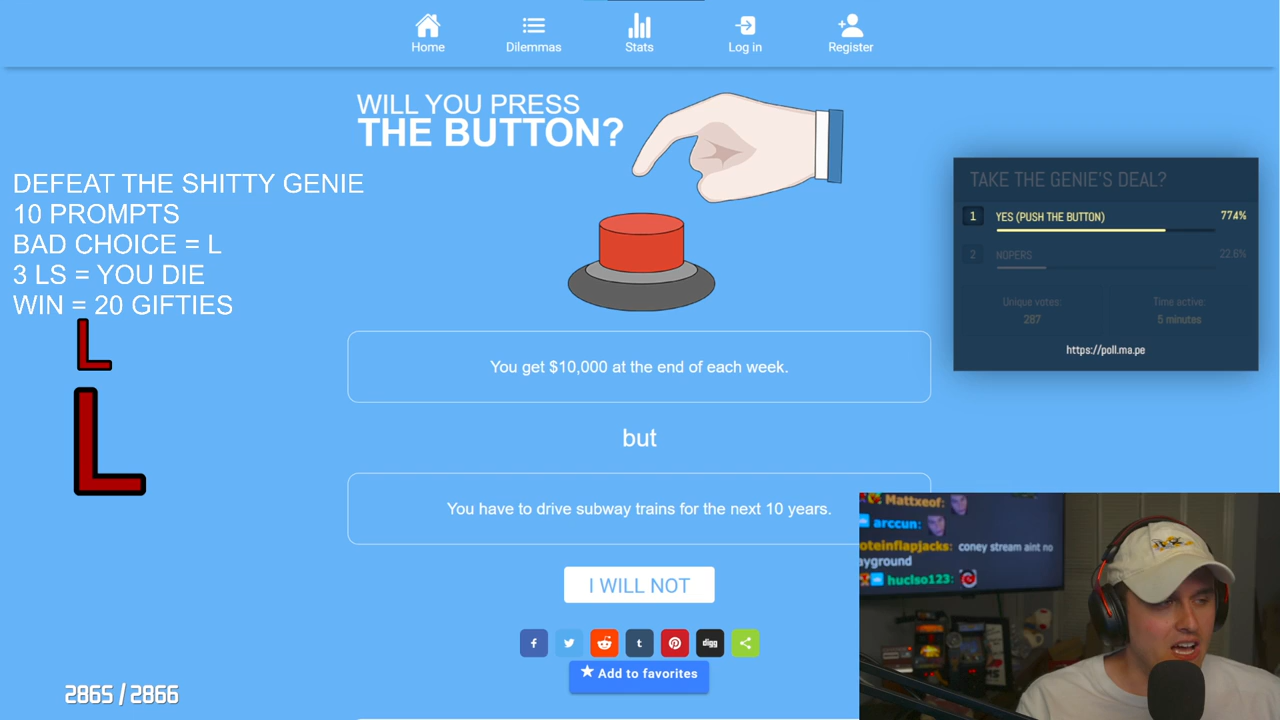 Home
Dilemmas
Stats
Log in
Register
WILL YOU PRESS
THE BUTTON?
DEFEAT THE SHITTY GENIE
10 PROMPTS
BAD CHOICE = L
3 LS = YOU DIE
WIN = 20 GIFTIES
L
L
TAKE THE GENIE'S DEAL?
1 YES (PUSH THE BUTTON) 77.4%
2 NOPERS 22.6%
Unique votes: Time active:
287 5 minutes
https://poll.ma.pe
You get $10,000 at the end of each week.
but
You have to drive subway trains for the next 10 years.
I WILL NOT
f t digg
Add to favorites
Mattxeof:
arccun:
oteinflapjacks: coney stream aint no
ayground
huclso123:
2865 / 2866